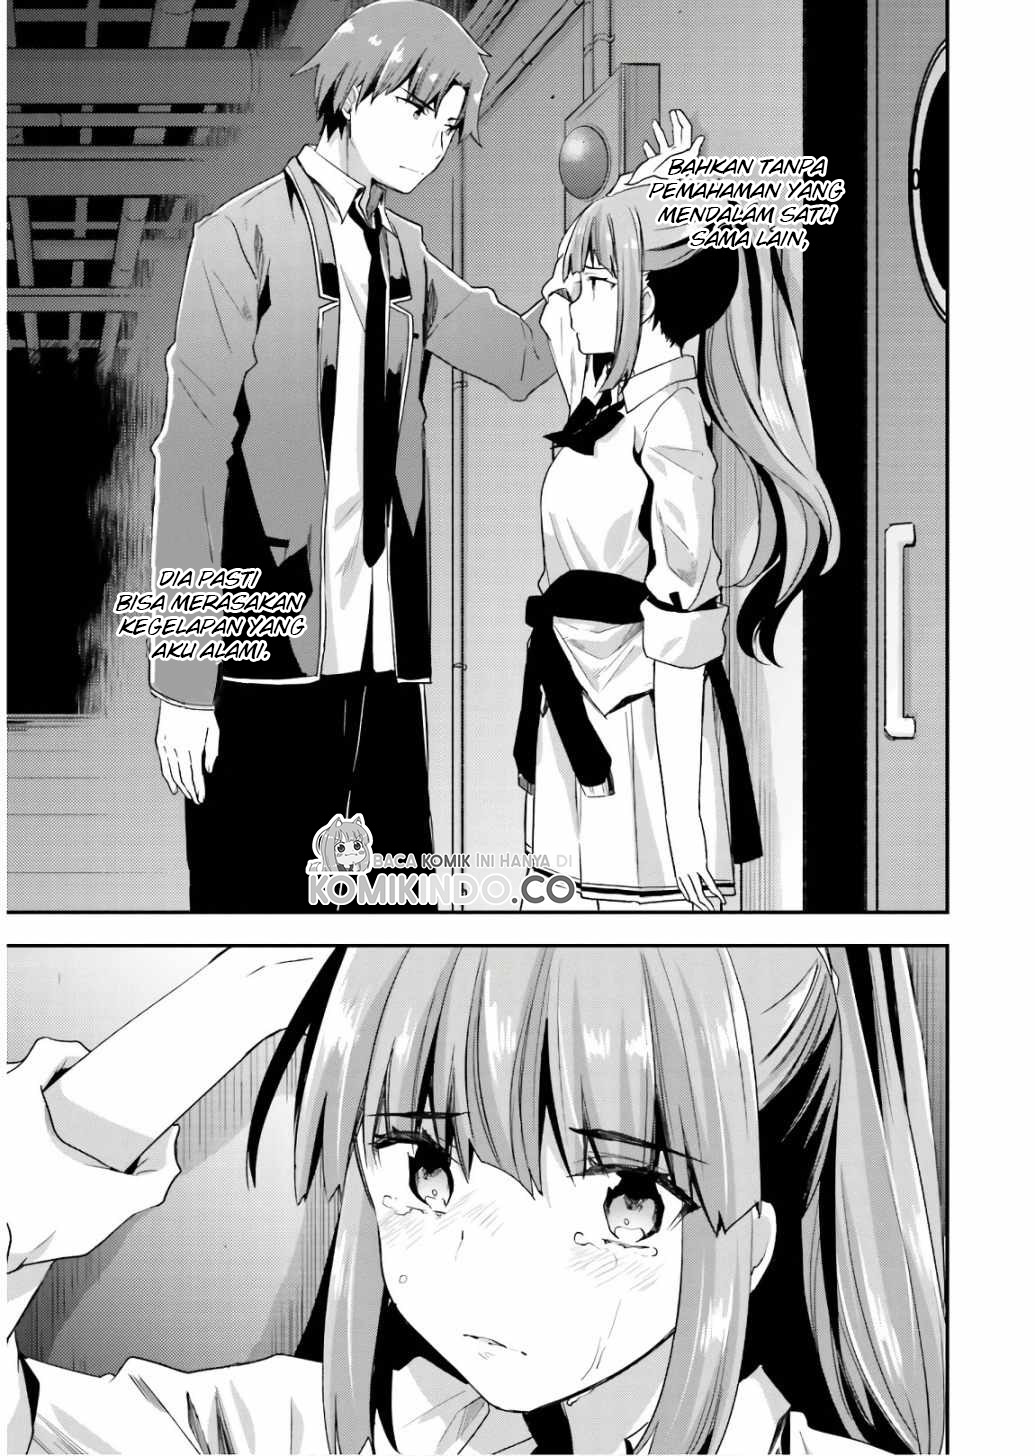 BAHKAN TANPA
PEMAHAMAN YANG
MENDALAM SATU
SAMA LAIN,
DIA PASTI
BISA MERASAKAN
KEGELAPAN YANG
AKU ALAMI.
BACA KOMIK INI HANYA DI
KOMIKINDO.CO